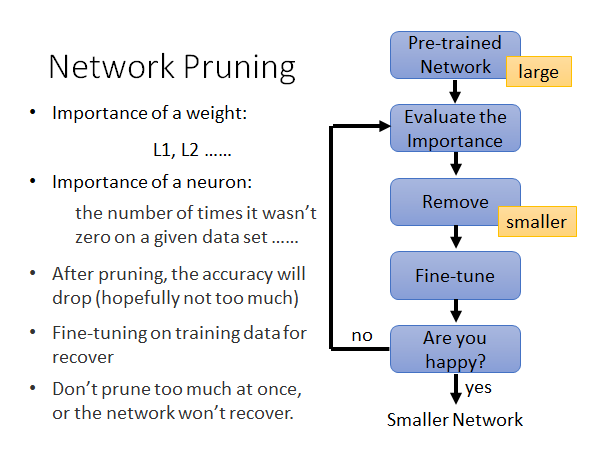 Network Pruning
• Importance of a weight:
L1, L2 ……
• Importance of a neuron:
the number of times it wasn’t
zero on a given data set ……
• After pruning, the accuracy will
drop (hopefully not too much)
• Fine-tuning on training data for
recover
• Don’t prune too much at once,
or the network won’t recover.
Pre-trained
Network
large
Evaluate the
Importance
Remove
smaller
Fine-tune
Are you
happy?
no
yes
Smaller Network